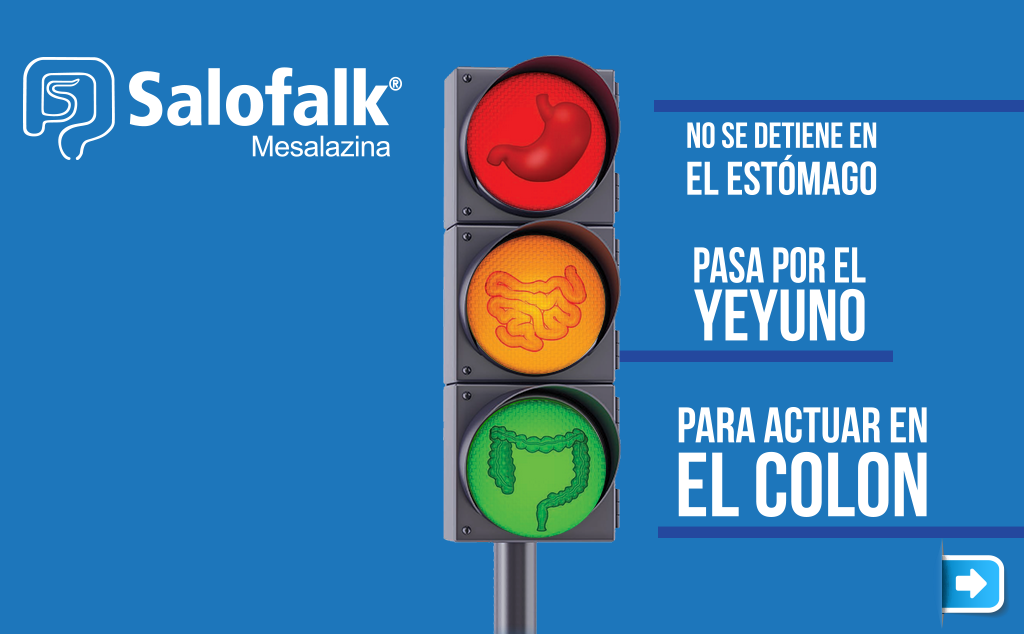 Salofalk®
Mesalazina
NO SE DETIENE EN
EL ESTÓMAGO
PASA POR EL
YEYUNO
PARA ACTUAR EN
EL COLON